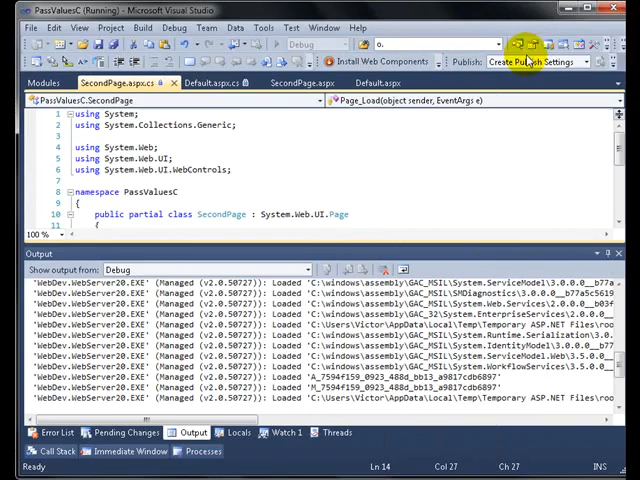 PassValuesC (Running) - Microsoft Visual Studio
File Edit View Project Build Debug Team Data Tools Architecture Test Analyze Window Help
Debug
Install Web Components
Publish: Create Publish Settings
Modules SecondPage.aspx.cs Default.aspx.cs SecondPage.aspx Default.aspx
PassValuesC.SecondPage Page_Load(object sender, EventArgs e)
1 using System;
2 using System.Collections.Generic;
3
4 using System.Web;
5 using System.Web.UI;
6 using System.Web.UI.WebControls;
7
8 namespace PassValuesC
9 {
10 public partial class SecondPage : System.Web.UI.Page
11 {
100 %
Output
Show output from: Debug
'WebDev.WebServer20.EXE' (Managed (v2.0.50727)): Loaded 'C:\windows\assembly\GAC_MSIL\System.ServiceModel\3.0.0.0__b77a5c
'WebDev.WebServer20.EXE' (Managed (v2.0.50727)): Loaded 'C:\windows\assembly\GAC_MSIL\SMDiagnostics\3.0.0.0__b77a5c5619
'WebDev.WebServer20.EXE' (Managed (v2.0.50727)): Loaded 'C:\windows\assembly\GAC_MSIL\System.Web.Services\2.0.0.0__b03f
'WebDev.WebServer20.EXE' (Managed (v2.0.50727)): Loaded 'C:\windows\assembly\GAC_32\System.EnterpriseServices\2.0.0.0__
'WebDev.WebServer20.EXE' (Managed (v2.0.50727)): Loaded 'C:\Users\Victor\AppData\Local\Temp\Temporary ASP.NET Files\roo
'WebDev.WebServer20.EXE' (Managed (v2.0.50727)): Loaded 'C:\windows\assembly\GAC_MSIL\System.Runtime.Serialization\3.0.
'WebDev.WebServer20.EXE' (Managed (v2.0.50727)): Loaded 'C:\windows\assembly\GAC_MSIL\System.IdentityModel\3.0.0.0__b77
'WebDev.WebServer20.EXE' (Managed (v2.0.50727)): Loaded 'C:\windows\assembly\GAC_MSIL\System.ServiceModel.Web\3.5.0.0__
'WebDev.WebServer20.EXE' (Managed (v2.0.50727)): Loaded 'C:\windows\assembly\GAC_MSIL\System.WorkflowServices\3.5.0.0__
'WebDev.WebServer20.EXE' (Managed (v2.0.50727)): Loaded 'A_7594f159_0923_488d_bb13_a9817cdb6897'
'WebDev.WebServer20.EXE' (Managed (v2.0.50727)): Loaded 'M_7594f159_0923_488d_bb13_a9817cdb6897'
'WebDev.WebServer20.EXE' (Managed (v2.0.50727)): Loaded 'C:\Users\Victor\AppData\Local\Temp\Temporary ASP.NET Files\roo
Error List Pending Changes Output Locals Watch 1 Threads
Call Stack Immediate Window Processes
Ready Ln 14 Col 27 Ch 27 INS